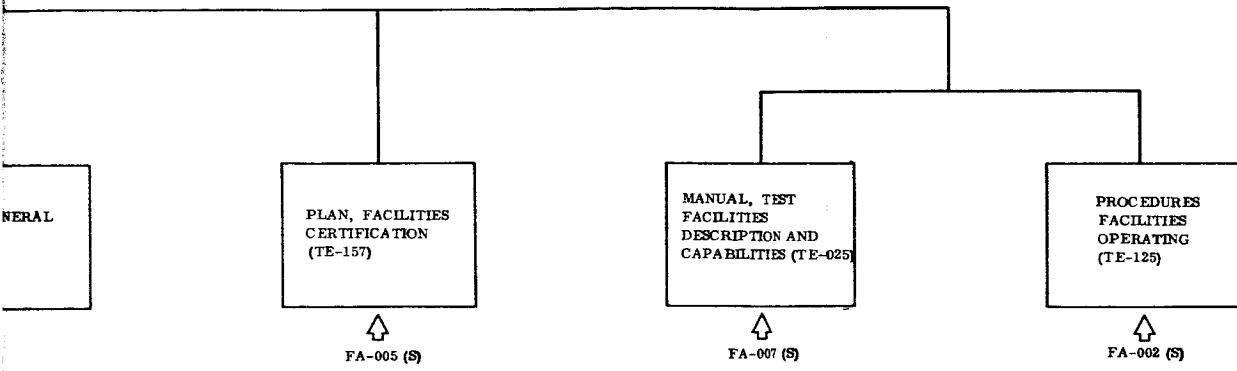 NERAL
PLAN, FACILITIES
CERTIFICATION
(TE-157)
MANUAL, TEST
FACILITIES
DESCRIPTION AND
CAPABILITIES (TE-025)
PROCEDURES
FACILITIES
OPERATING
(TE-125)
FA-005 (S)
FA-007 (S)
FA-002 (S)